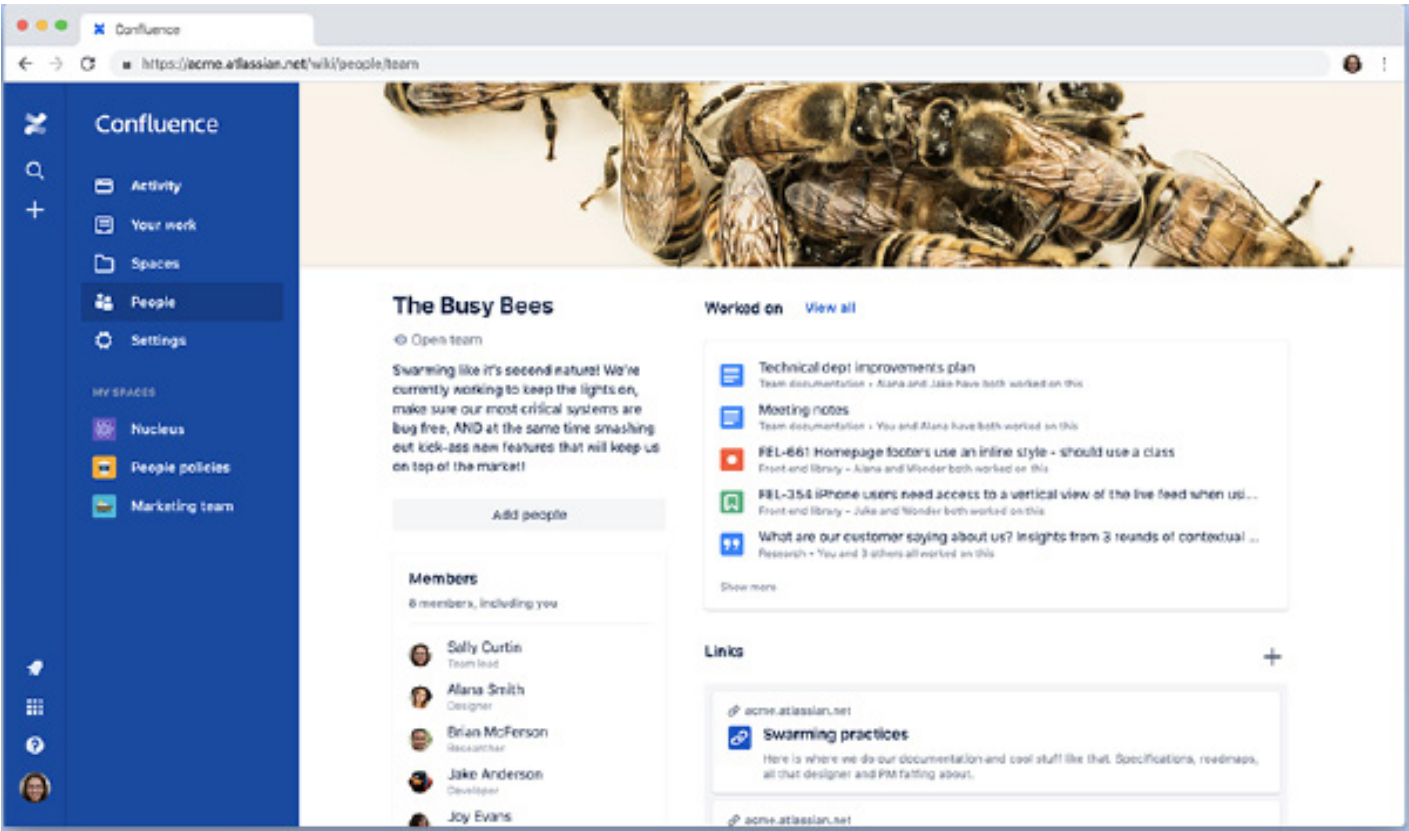 Confluence
https://acme.atlassian.net/wiki/people/team
Confluence
Activity
Your work
Spaces
People
Settings
MY SPACES
Nucleus
People policies
Marketing team
The Busy Bees
Open team
Swarming like it's second nature! We're
currently working to keep the lights on,
make sure our most critical systems are
bug free, AND at the same time smashing
out kick-ass new features that will keep us
on top of the market!
Add people
Members
8 members, including you
Sally Curtin
Team lead
Alana Smith
Designer
Brian McFerson
Researcher
Jake Anderson
Developer
Joy Evans
Worked on View all
Technical dept improvements plan
Team documentation • Alana and Jake have both worked on this
Meeting notes
Team documentation • You and Alana have both worked on this
FEL-661 Homepage footers use an inline style - should use a class
Front end library • Alana and Wonder both worked on this
FEL-354 iPhone users need access to a vertical view of the live feed when usi...
Front end library • Jake and Wonder both worked on this
What are our customer saying about us? Insights from 3 rounds of contextual ...
Research • You and 3 others all worked on this
Show more
Links
acme.atlassian.net
Swarming practices
Here is where we do our documentation and cool stuff like that. Specifications, roadmaps,
all that designer and PM about.
acme.atlassian.net